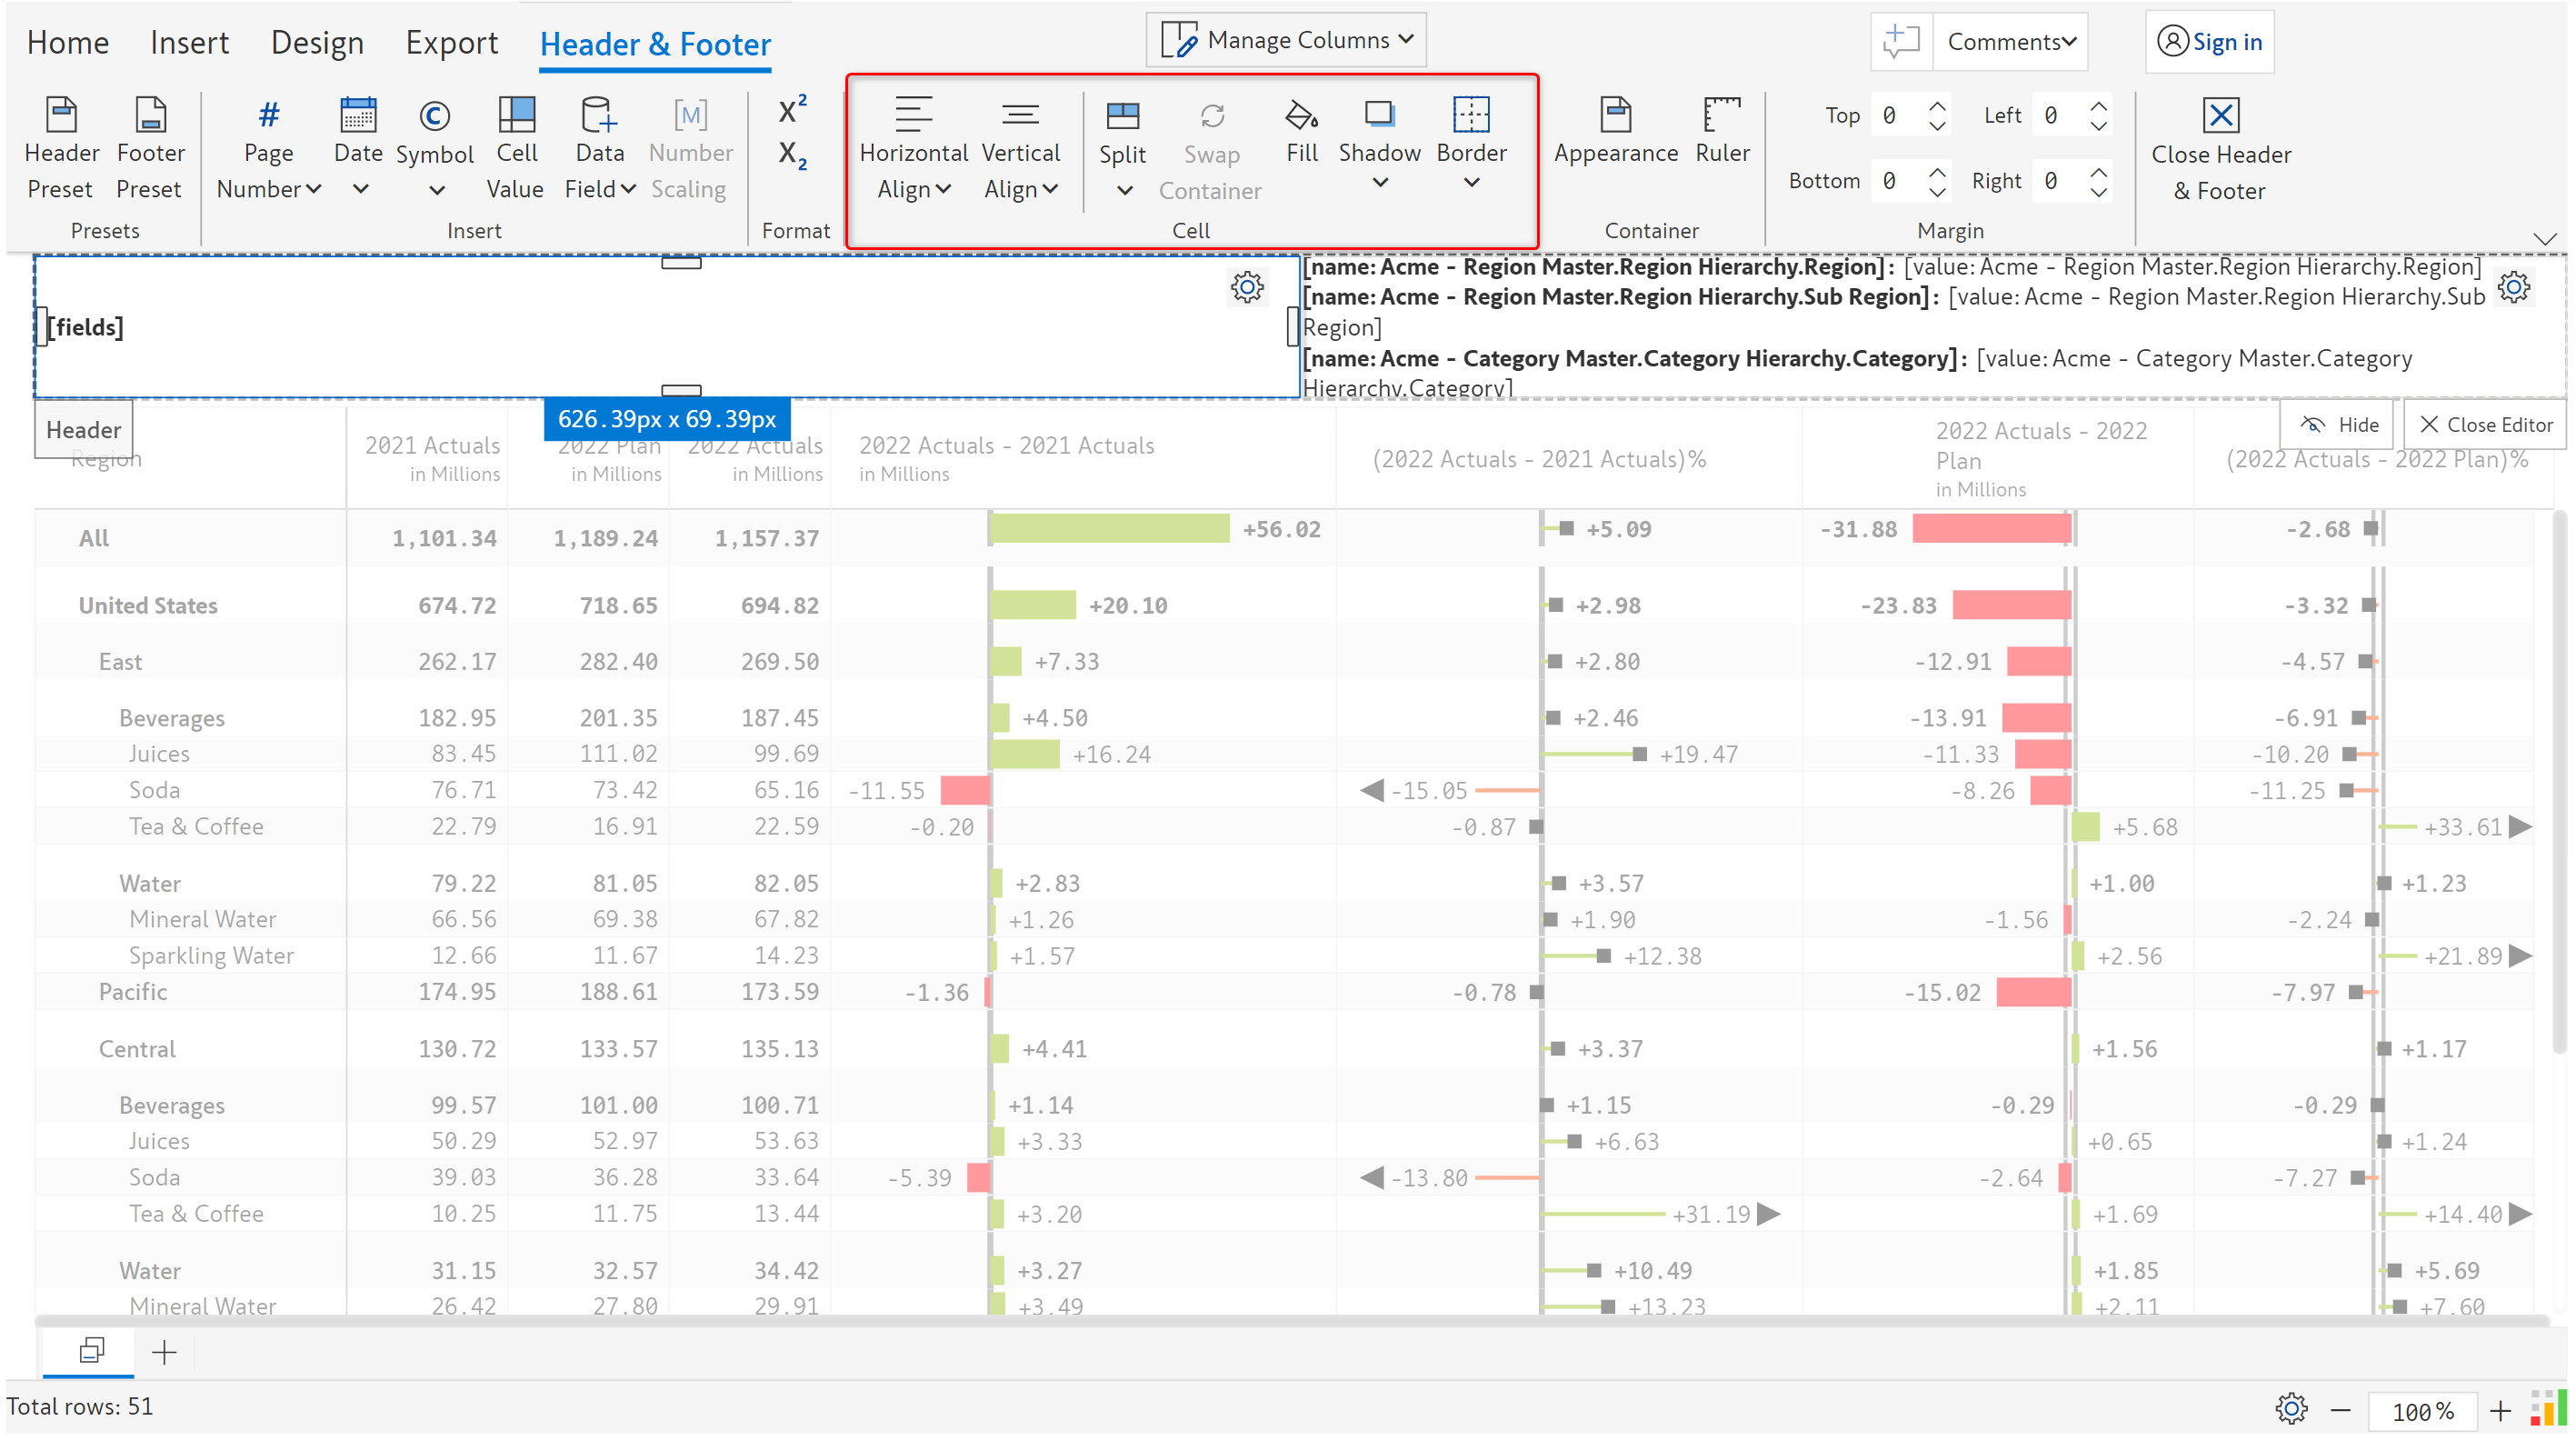 Home Insert Design Export Header & Footer Manage Columns Comments Sign in
Header Preset Footer Preset Page Number Date Symbol Cell Value Data Field [M] Number Scaling X² X₂ Horizontal Align Vertical Align Split Swap Container Fill Shadow Border Appearance Ruler Top 0 Left 0 Bottom 0 Right 0 Close Header & Footer
Presets Insert Format Cell Container Margin
[fields]
[name: Acme - Region Master.Region Hierarchy.Region] : [value: Acme - Region Master.Region Hierarchy.Region]
[name: Acme - Region Master.Region Hierarchy.Sub Region] : [value: Acme - Region Master.Region Hierarchy.Sub
Region]
[name: Acme - Category Master.Category Hierarchy.Category] : [value: Acme - Category Master.Category
Hierarchy.Category]
626.39px x 69.39px
Header
Hide Close Editor
Region 2021 Actuals in Millions 2022 Plan in Millions 2022 Actuals in Millions 2022 Actuals - 2021 Actuals in Millions (2022 Actuals - 2021 Actuals)% 2022 Actuals - 2022 Plan in Millions (2022 Actuals - 2022 Plan)%
All 1,101.34 1,189.24 1,157.37 +56.02 +5.09 -31.88 -2.68
United States 674.72 718.65 694.82 +20.10 +2.98 -23.83 -3.32
East 262.17 282.40 269.50 +7.33 +2.80 -12.91 -4.57
Beverages 182.95 201.35 187.45 +4.50 +2.46 -13.91 -6.91
Juices 83.45 111.02 99.69 +16.24 +19.47 -11.33 -10.20
Soda 76.71 73.42 65.16 -11.55 -15.05 -8.26 -11.25
Tea & Coffee 22.79 16.91 22.59 -0.20 -0.87 +5.68 +33.61
Water 79.22 81.05 82.05 +2.83 +3.57 +1.00 +1.23
Mineral Water 66.56 69.38 67.82 +1.26 +1.90 -1.56 -2.24
Sparkling Water 12.66 11.67 14.23 +1.57 +12.38 +2.56 +21.89
Pacific 174.95 188.61 173.59 -1.36 -0.78 -15.02 -7.97
Central 130.72 133.57 135.13 +4.41 +3.37 +1.56 +1.17
Beverages 99.57 101.00 100.71 +1.14 +1.15 -0.29 -0.29
Juices 50.29 52.97 53.63 +3.33 +6.63 +0.65 +1.24
Soda 39.03 36.28 33.64 -5.39 -13.80 -2.64 -7.27
Tea & Coffee 10.25 11.75 13.44 +3.20 +31.19 +1.69 +14.40
Water 31.15 32.57 34.42 +3.27 +10.49 +1.85 +5.69
Mineral Water 26.42 27.80 29.91 +3.49 +13.23 +2.11 +7.60
Total rows: 51
100%